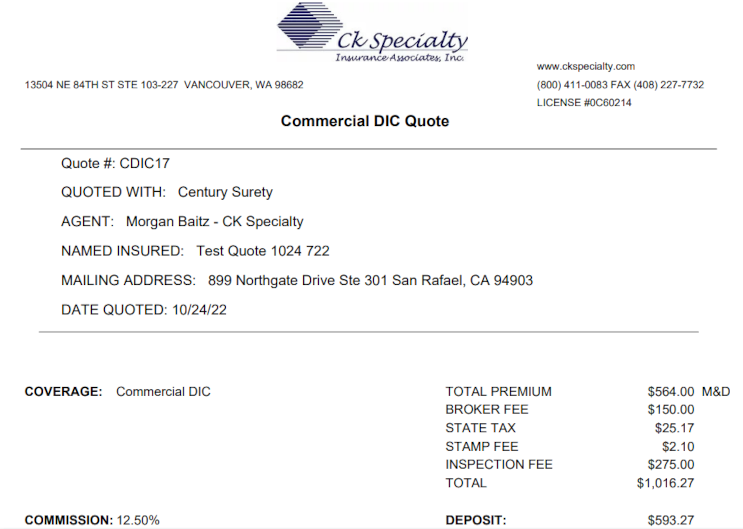 Ck Specialty
Insurance Associates, Inc.
www.ckspecialty.com
13504 NE 84TH ST STE 103-227 VANCOUVER, WA 98682
(800) 411-0083 FAX (408) 227-7732
LICENSE #0C60214
Commercial DIC Quote
Quote #: CDIC17
QUOTED WITH: Century Surety
AGENT: Morgan Baitz - CK Specialty
NAMED INSURED: Test Quote 1024 722
MAILING ADDRESS: 899 Northgate Drive Ste 301 San Rafael, CA 94903
DATE QUOTED: 10/24/22
COVERAGE: Commercial DIC
TOTAL PREMIUM $564.00 M&D
BROKER FEE $150.00
STATE TAX $25.17
STAMP FEE $2.10
INSPECTION FEE $275.00
TOTAL $1,016.27
COMMISSION: 12.50%
DEPOSIT: $593.27